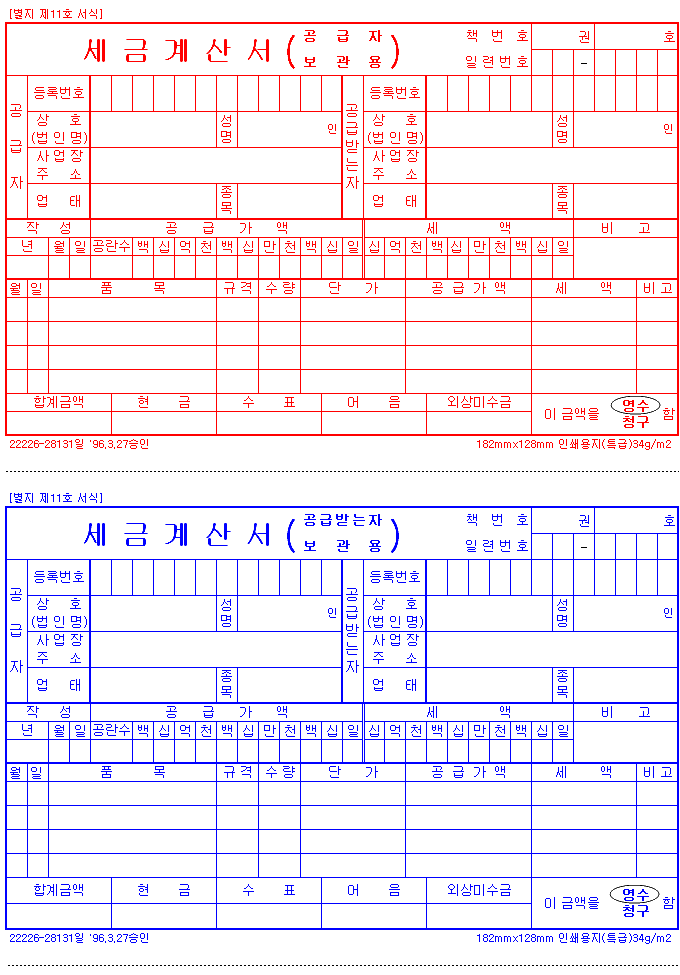 [별지 제11호 서식]
세 금 계 산 서 ( 공 급 자 보 관 용 )
책 번 호 권 호
일 련 번 호 -
공 급 자
등록번호
상 호 (법 인 명) 성 명 인
사 업 장 주 소
업 태 종 목
공 급 받 는 자
등록번호
상 호 (법 인 명) 성 명 인
사 업 장 주 소
업 태 종 목
작 성 공 급 가 액 세 액 비 고
년 월 일 공란수 백 십 억 천 백 십 만 천 백 십 일 십 억 천 백 십 만 천 백 십 일
월 일 품 목 규 격 수 량 단 가 공 급 가 액 세 액 비 고
합계금액 현 금 수 표 어 음 외상미수금
이 금액을 영수 청구 함
22226-28131일 '96,3,27승인 182mmx128mm 인쇄용지(특급)34g/m2
[별지 제11호 서식]
세 금 계 산 서 ( 공급받는자 보 관 용 )
책 번 호 권 호
일 련 번 호 -
공 급 자
등록번호
상 호 (법 인 명) 성 명 인
사 업 장 주 소
업 태 종 목
공 급 받 는 자
등록번호
상 호 (법 인 명) 성 명 인
사 업 장 주 소
업 태 종 목
작 성 공 급 가 액 세 액 비 고
년 월 일 공란수 백 십 억 천 백 십 만 천 백 십 일 십 억 천 백 십 만 천 백 십 일
월 일 품 목 규 격 수 량 단 가 공 급 가 액 세 액 비 고
합계금액 현 금 수 표 어 음 외상미수금
이 금액을 영수 청구 함
22226-28131일 '96,3,27승인 182mmx128mm 인쇄용지(특급)34g/m2